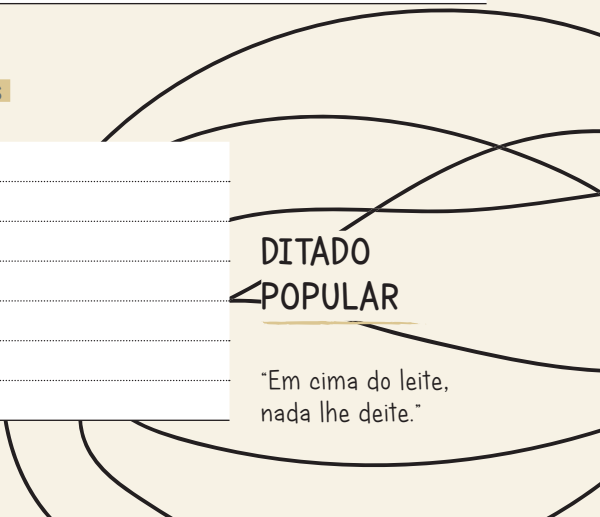 DITADO
POPULAR
“Em cima do leite,
nada lhe deite.”